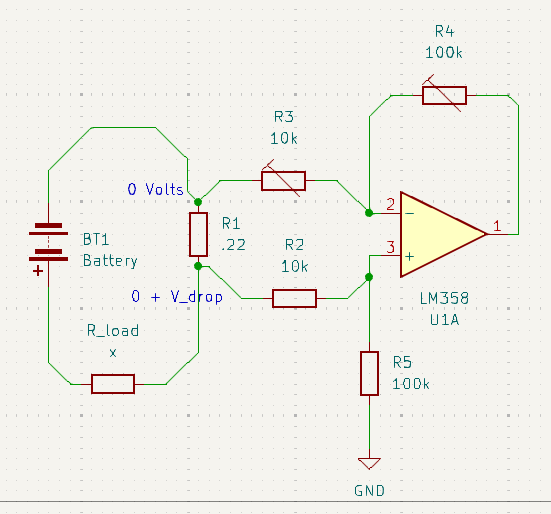 R4
100k
R3
10k
0 Volts
2
-
R1
.22
1
BT1
Battery
+
R2
10k
3
+
0 + V_drop
LM358
U1A
R_load
x
R5
100k
GND